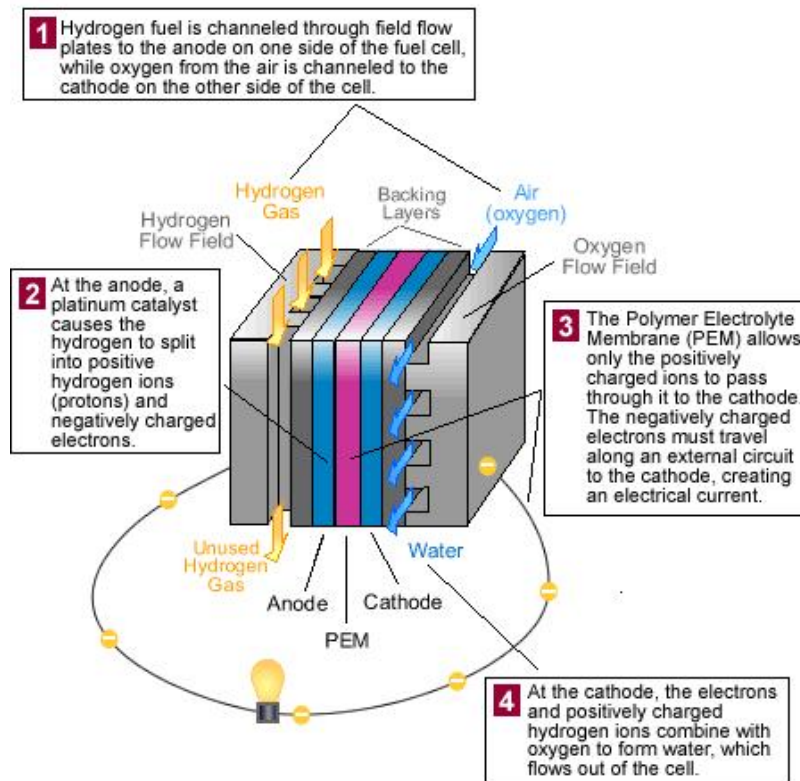 1 Hydrogen fuel is channeled through field flow
plates to the anode on one side of the fuel cell,
while oxygen from the air is channeled to the
cathode on the other side of the cell.
Hydrogen
Gas
Backing
Layers
Air
(oxygen)
Hydrogen
Flow Field
Oxygen
Flow Field
2 At the anode, a
platinum catalyst
causes the
hydrogen to split
into positive
hydrogen ions
(protons) and
negatively charged
electrons.
3 The Polymer Electrolyte
Membrane (PEM) allows
only the positively
charged ions to pass
through it to the cathode.
The negatively charged
electrons must travel
along an external circuit
to the cathode, creating
an electrical current.
Unused
Hydrogen
Gas
Water
Anode
Cathode
PEM
4 At the cathode, the electrons
and positively charged
hydrogen ions combine with
oxygen to form water, which
flows out of the cell.